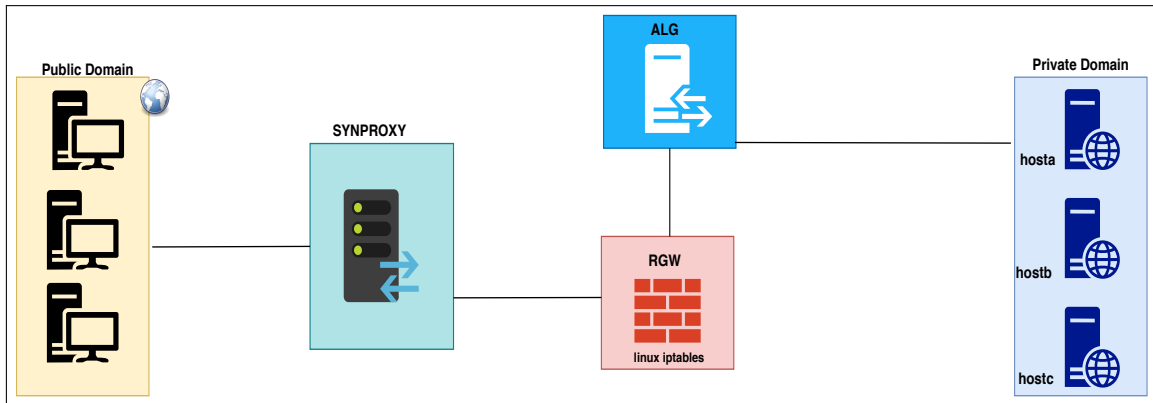 Public Domain
SYNPROXY
ALG
RGW
linux iptables
Private Domain
hosta
hostb
hostc